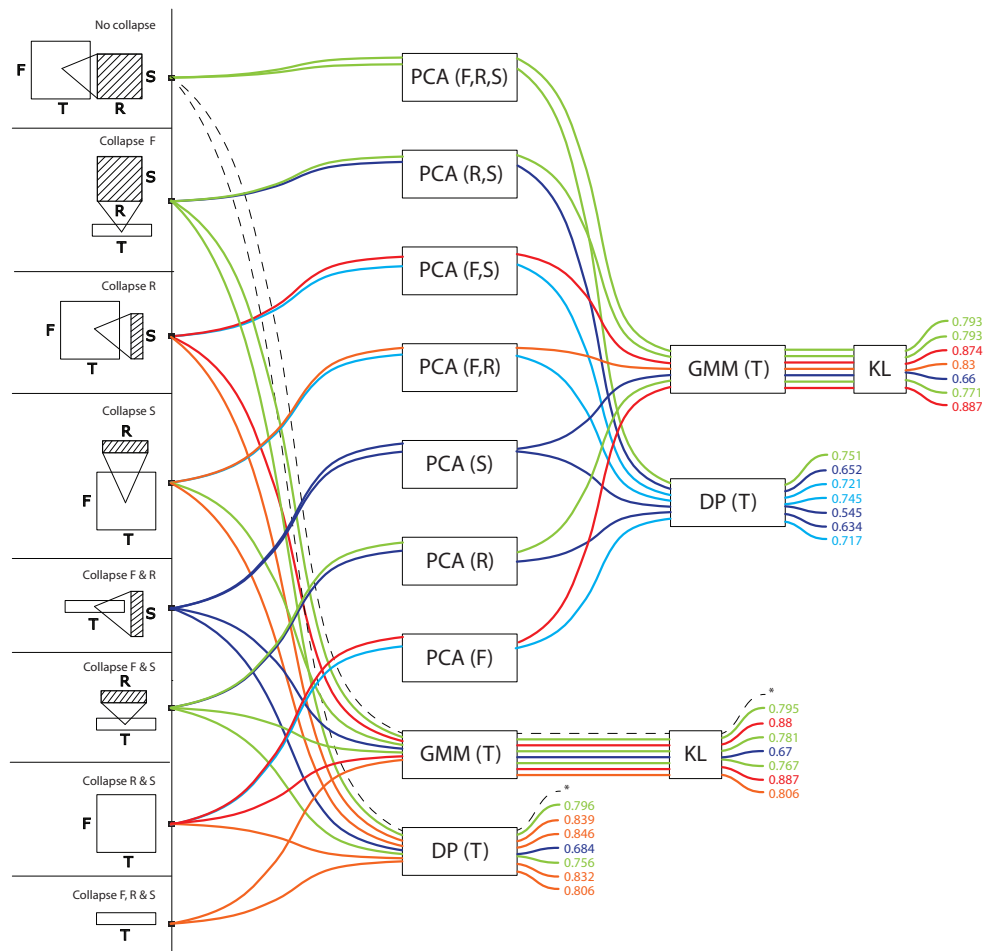 No collapse
F
S
T
R
Collapse F
S
R
T
Collapse R
F
S
T
Collapse S
R
F
T
Collapse F & R
S
T
Collapse F & S
R
T
Collapse R & S
F
T
Collapse F, R & S
T
PCA (F,R,S)
PCA (R,S)
PCA (F,S)
PCA (F,R)
PCA (S)
PCA (R)
PCA (F)
GMM (T)
DP (T)
GMM (T)
KL
0.793
0.793
0.874
0.83
0.66
0.771
0.887
DP (T)
0.751
0.652
0.721
0.745
0.545
0.634
0.717
KL
*
0.795
0.88
0.781
0.67
0.767
0.887
0.806
*
0.796
0.839
0.846
0.684
0.756
0.832
0.806